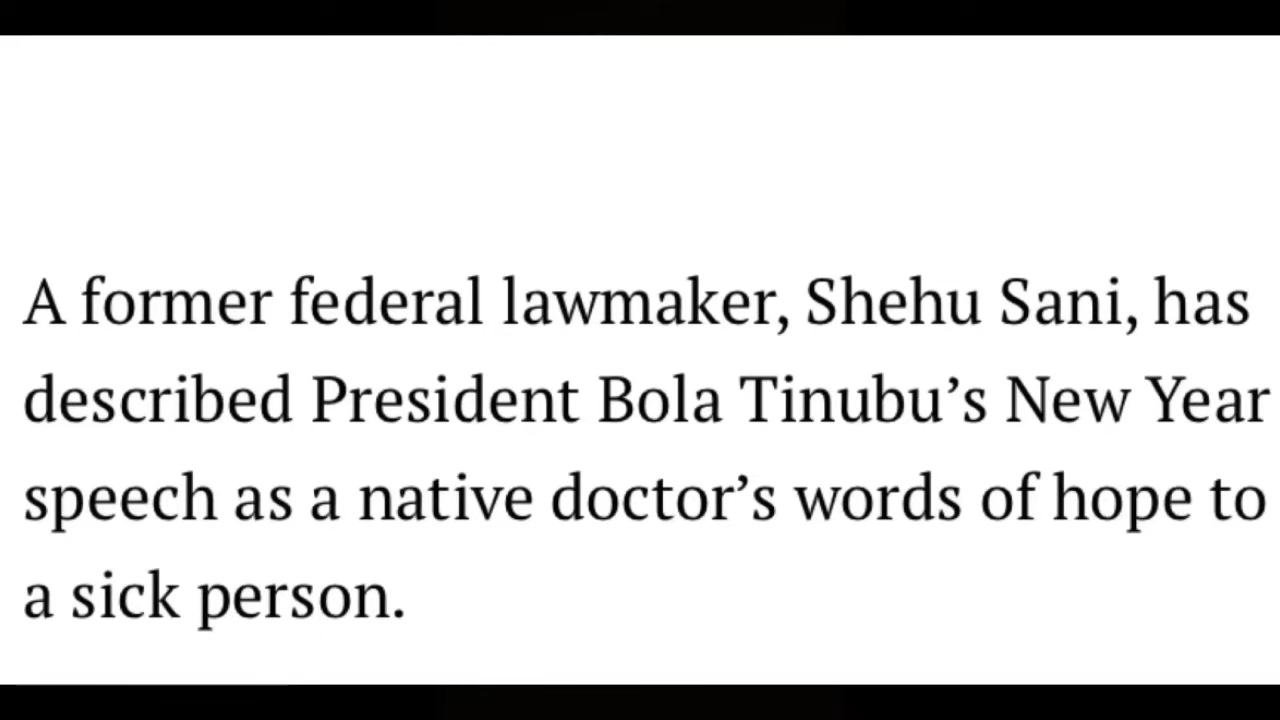 A former federal lawmaker, Shehu Sani, has
described President Bola Tinubu’s New Year
speech as a native doctor’s words of hope to
a sick person.